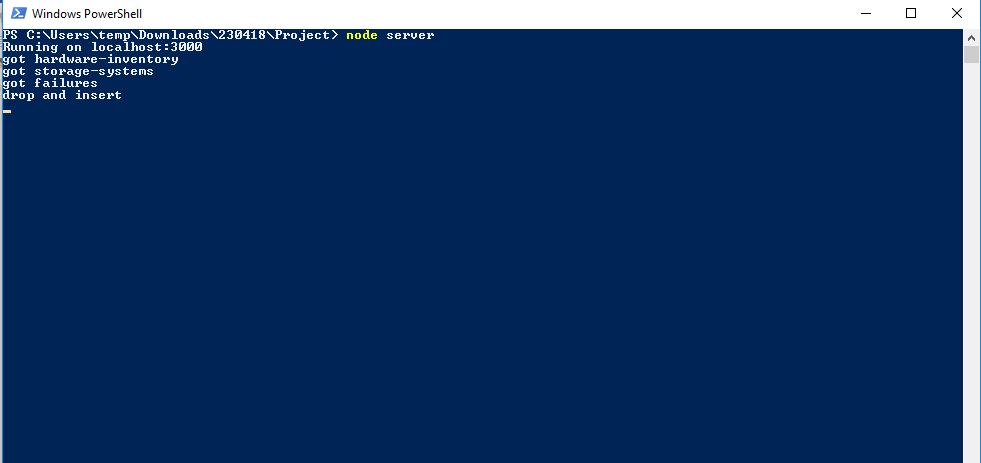 Windows PowerShell
PS C:\Users\temp\Downloads\230418\Project> node server
Running on localhost:3000
got hardware-inventory
got storage-systems
got failures
drop and insert